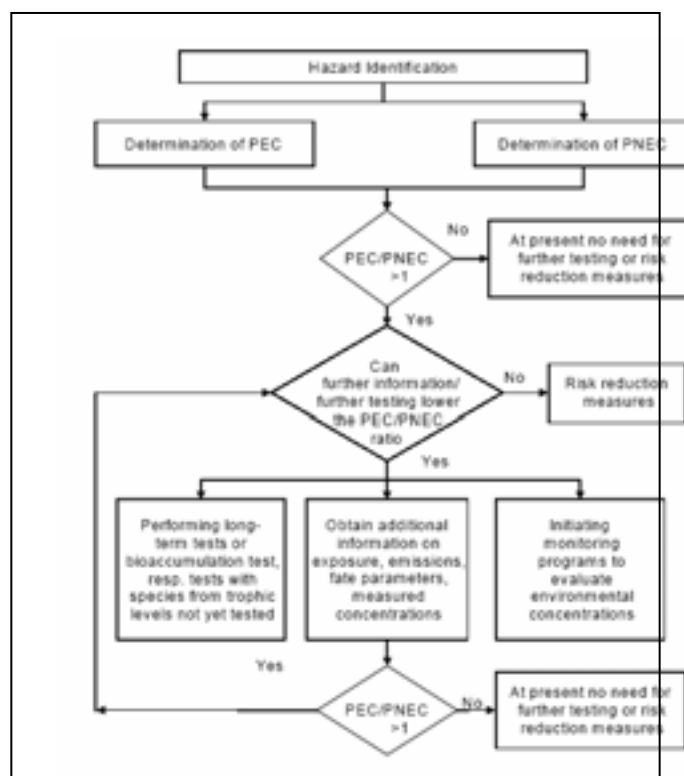 Hazard Identification
Determination of PEC
Determination of PNEC
PEC/PNEC
>1
No
At present no need for
further testing or risk
reduction measures
Yes
Can
further information/
further testing lower
the PEC/PNEC
ratio
No
Risk reduction
measures
Yes
Performing long-
term tests or
bioaccumulation test,
resp. tests with
species from trophic
levels not yet tested
Obtain additional
information on
exposure, emissions,
fate parameters,
measured
concentrations
Initiating
monitoring
programs to
evaluate
environmental
concentrations
Yes
PEC/PNEC
>1
No
At present no need for
further testing or risk
reduction measures